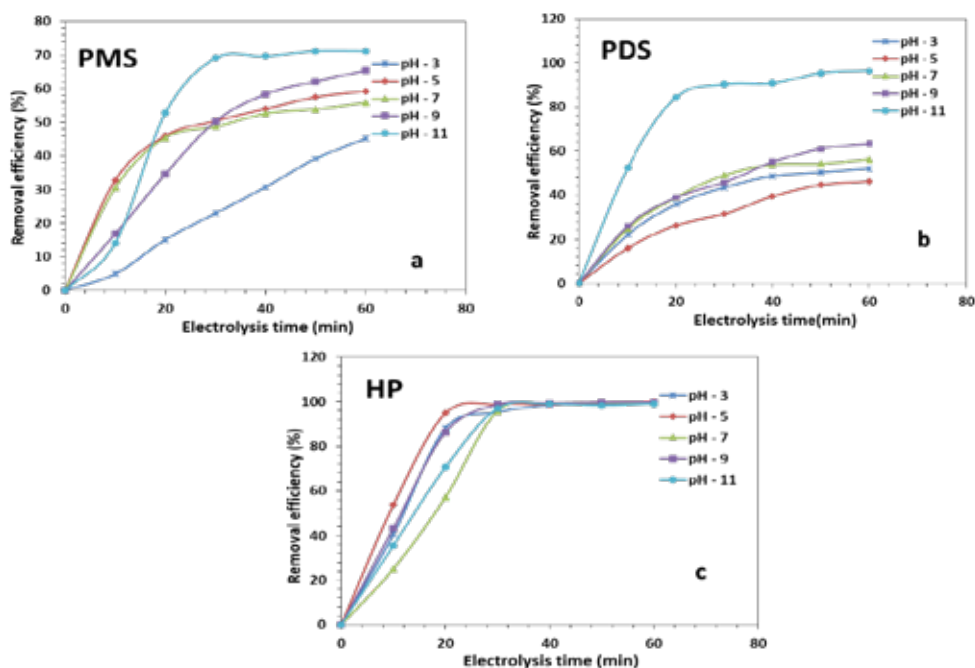 PMS
Removal efficiency (%)
80
70
60
50
40
30
20
10
0
0 20 40 60 80
Electrolysis time (min)
pH - 3
pH - 5
pH - 7
pH - 9
pH - 11
a
PDS
Removal efficiency (%)
120
100
80
60
40
20
0
0 20 40 60 80
Electrolysis time(min)
pH - 3
pH - 5
pH - 7
pH - 9
pH - 11
b
HP
Removal efficiency (%)
120
100
80
60
40
20
0
0 20 40 60 80
Electrolysis time (min)
pH - 3
pH - 5
pH - 7
pH - 9
pH - 11
c